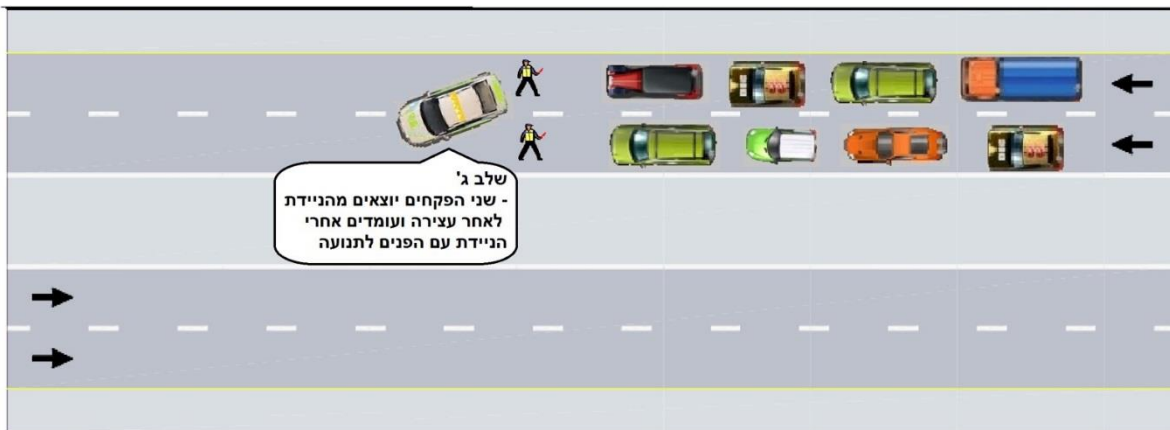 שלב ג'
- שני הפקחים יוצאים מהניידת
לאחר עצירה ועומדים אחרי
הניידת עם הפנים לתנועה